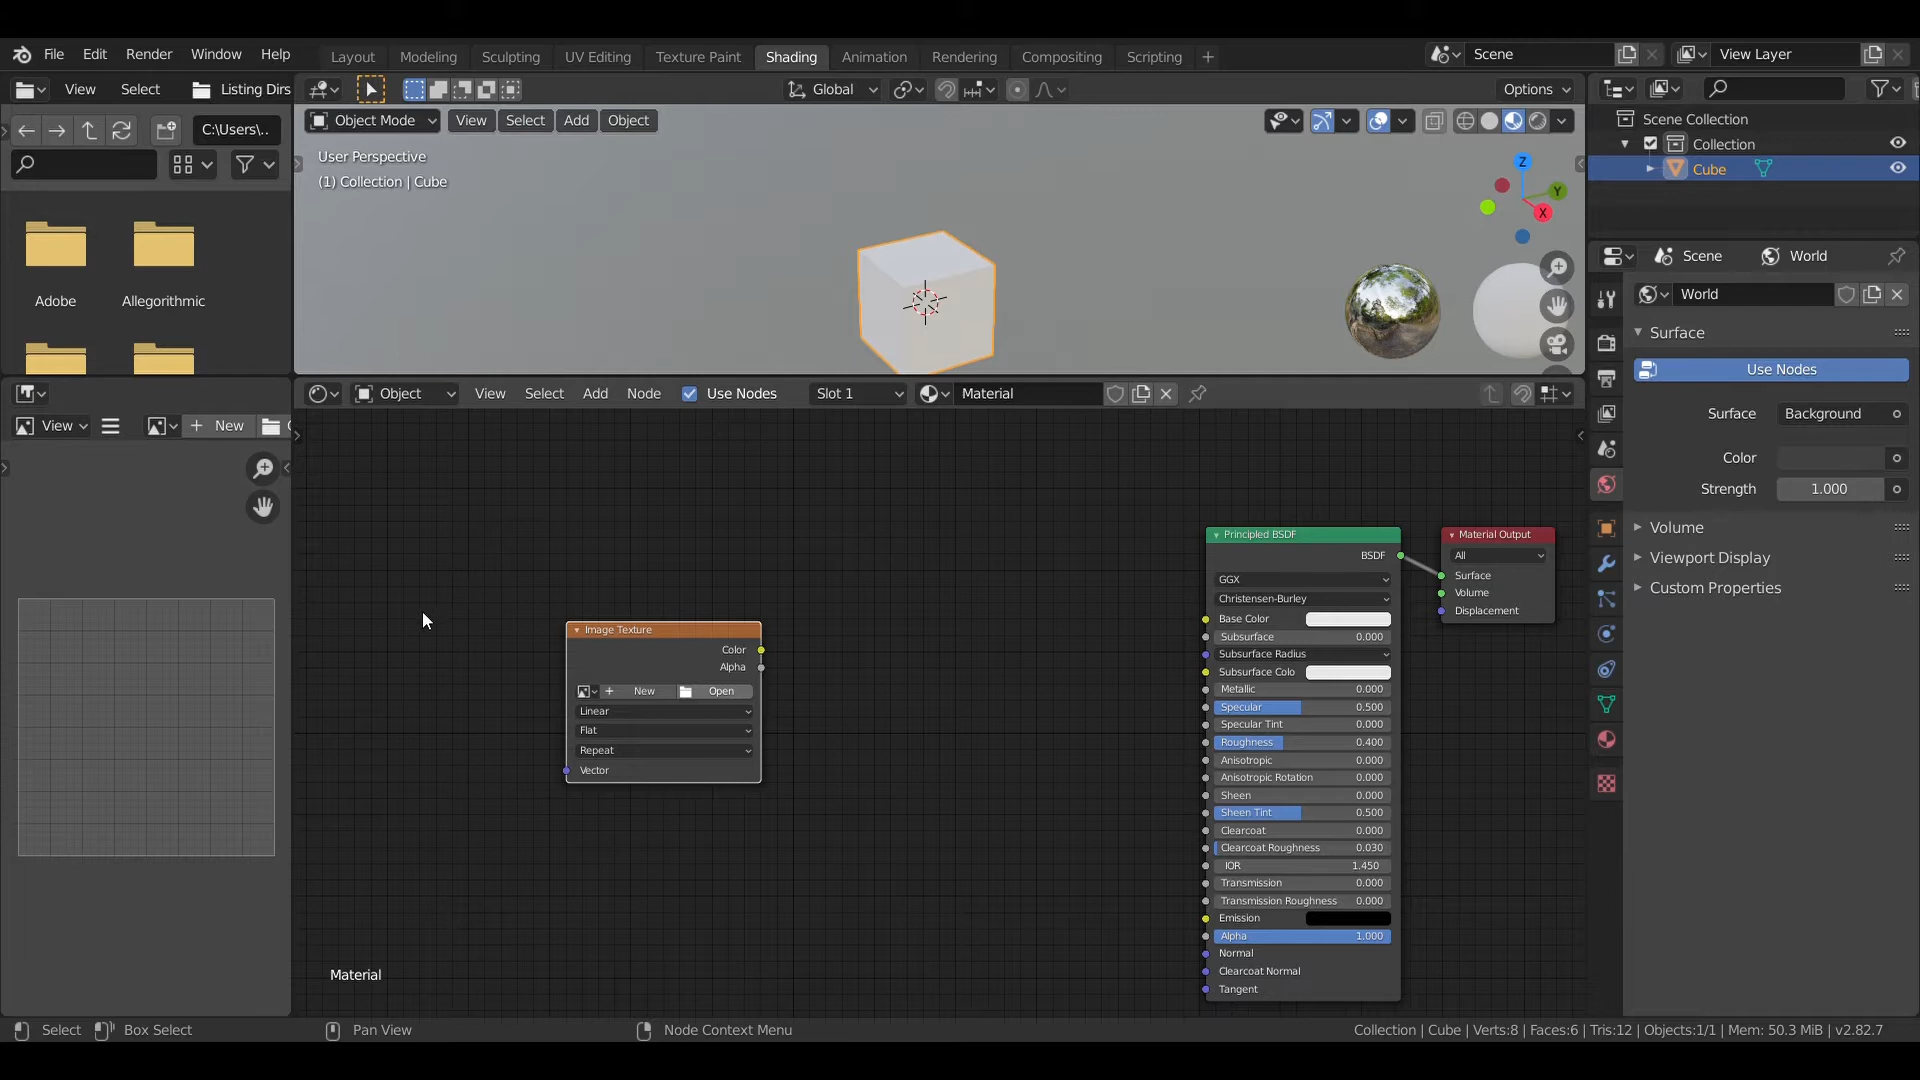 File Edit Render Window Help
Layout Modeling Sculpting UV Editing Texture Paint Shading Animation Rendering Compositing Scripting +
Scene
View Layer
View Select Listing Dirs
Global
Options
C:\Users\..
Object Mode View Select Add Object
User Perspective
(1) Collection | Cube
Z
Y
X
Adobe Allegorithmic
Scene Collection
Collection
Cube
Scene World
World
Surface
Use Nodes
Surface Background
Color
Strength 1.000
Volume
Viewport Display
Custom Properties
View + New
Object View Select Add Node Use Nodes Slot 1 Material
Image Texture
Color
Alpha
+ New Open
Linear
Flat
Repeat
Vector
Principled BSDF
BSDF
GGX
Christensen-Burley
Base Color
Subsurface 0.000
Subsurface Radius
Subsurface Colo
Metallic 0.000
Specular 0.500
Specular Tint 0.000
Roughness 0.400
Anisotropic 0.000
Anisotropic Rotation 0.000
Sheen 0.000
Sheen Tint 0.500
Clearcoat 0.000
Clearcoat Roughness 0.030
IOR 1.450
Transmission 0.000
Transmission Roughness 0.000
Emission
Alpha 1.000
Normal
Clearcoat Normal
Tangent
Material Output
All
Surface
Volume
Displacement
Material
Select Box Select Pan View Node Context Menu
Collection | Cube | Verts:8 | Faces:6 | Tris:12 | Objects:1/1 | Mem: 50.3 MiB | v2.82.7